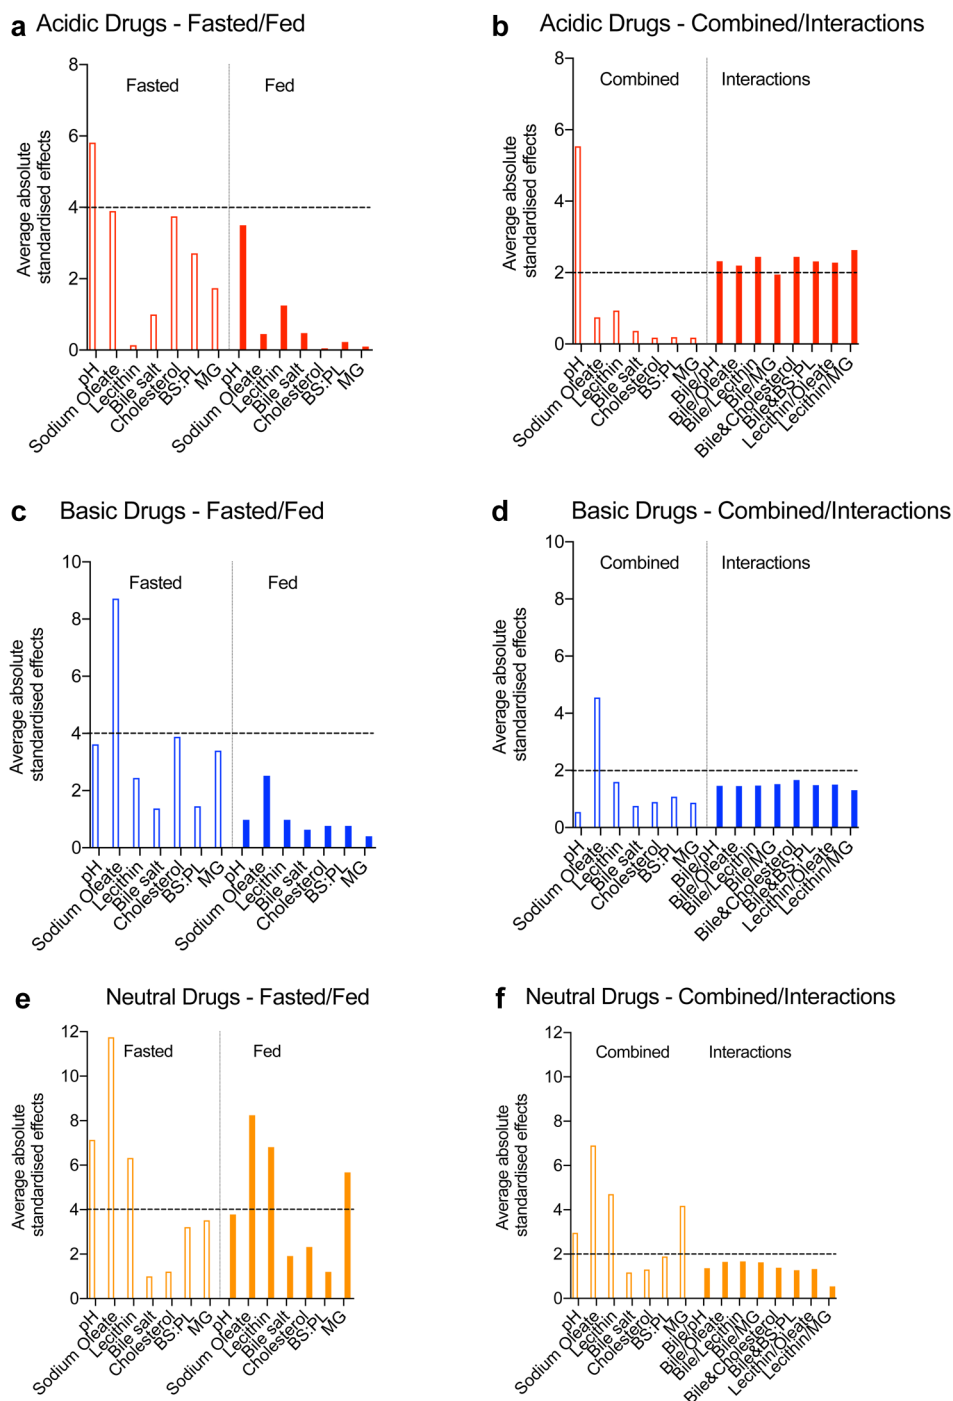 a Acidic Drugs - Fasted/Fed
Average absolute
standardised effects
8
6
4
2
0
Fasted
Fed
pH
Sodium Oleate
Lecithin
Bile salt
Cholesterol
BS:PL
MG
pH
Sodium Oleate
Lecithin
Bile salt
Cholesterol
BS:PL
MG
b Acidic Drugs - Combined/Interactions
Average absolute
standardised effects
8
6
4
2
0
Combined
Interactions
pH
Sodium Oleate
Lecithin
Bile salt
Cholesterol
BS:PL
MG
Bile/pH
Bile/Oleate
Bile/Lecithin
Bile/MG
Bile&Cholesterol
Bile&BS:PL
Lecithin/Oleate
Lecithin/MG
c Basic Drugs - Fasted/Fed
Average absolute
standardised effects
10
8
6
4
2
0
Fasted
Fed
pH
Sodium Oleate
Lecithin
Bile salt
Cholesterol
BS:PL
MG
pH
Sodium Oleate
Lecithin
Bile salt
Cholesterol
BS:PL
MG
d Basic Drugs - Combined/Interactions
Average absolute
standardised effects
10
8
6
4
2
0
Combined
Interactions
pH
Sodium Oleate
Lecithin
Bile salt
Cholesterol
BS:PL
MG
Bile/pH
Bile/Oleate
Bile/Lecithin
Bile/MG
Bile&Cholesterol
Bile&BS:PL
Lecithin/Oleate
Lecithin/MG
e Neutral Drugs - Fasted/Fed
Average absolute
standardised effects
12
10
8
6
4
2
0
Fasted
Fed
pH
Sodium Oleate
Lecithin
Bile salt
Cholesterol
BS:PL
MG
pH
Sodium Oleate
Lecithin
Bile salt
Cholesterol
BS:PL
MG
f Neutral Drugs - Combined/Interactions
Average absolute
standardised effects
12
10
8
6
4
2
0
Combined
Interactions
pH
Sodium Oleate
Lecithin
Bile salt
Cholesterol
BS:PL
MG
Bile/pH
Bile/Oleate
Bile/Lecithin
Bile/MG
Bile&Cholesterol
Bile&BS:PL
Lecithin/Oleate
Lecithin/MG